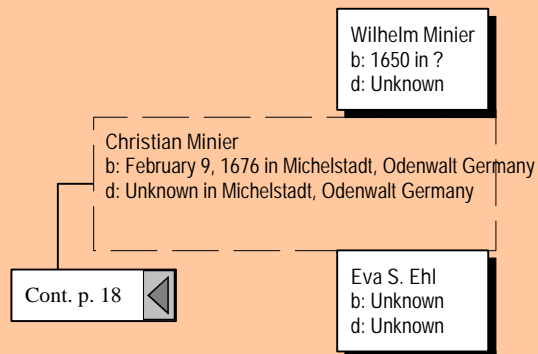 Wilhelm Minier
b: 1650 in ?
d: Unknown
Christian Minier
b: February 9, 1676 in Michelstadt, Odenwalt Germany
d: Unknown in Michelstadt, Odenwalt Germany
Cont. p. 18
Eva S. Ehl
b: Unknown
d: Unknown